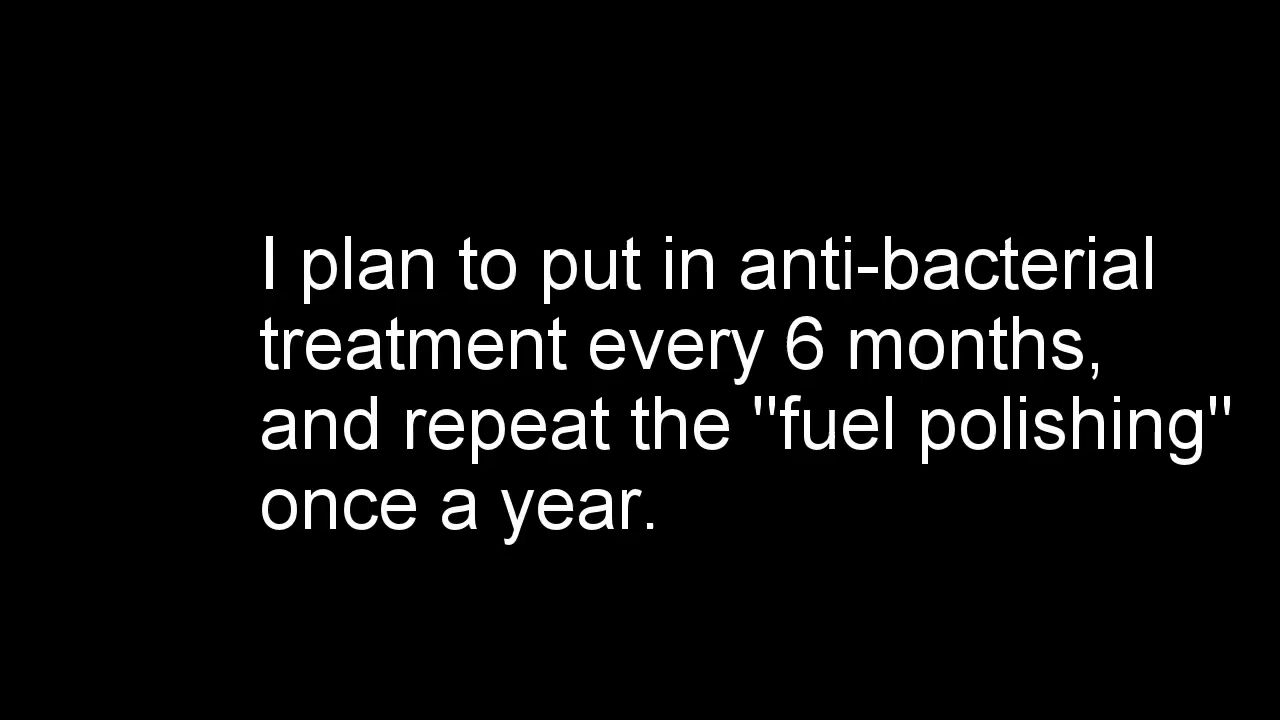 I plan to put in anti-bacterial
treatment every 6 months,
and repeat the "fuel polishing"
once a year.